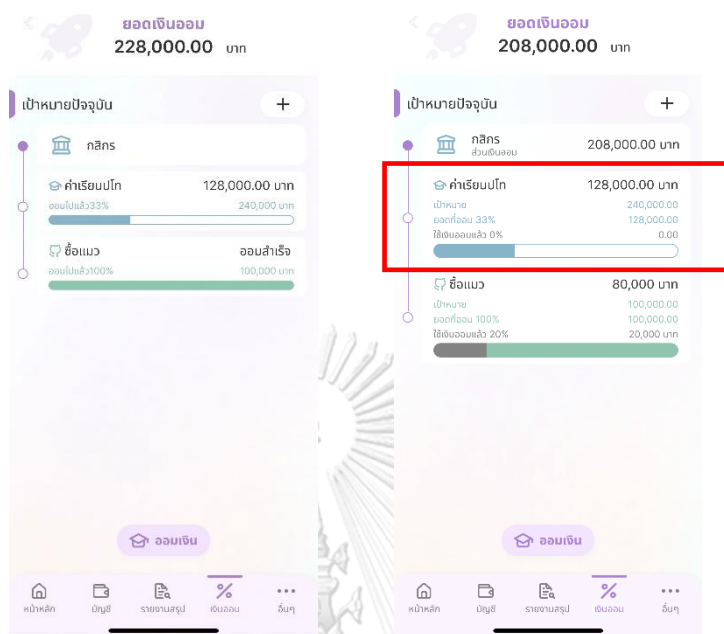 ยอดเงินออม
228,000.00 บาท
เป้าหมายปัจจุบัน +
กสิกร
ค่าเรียนปโท 128,000.00 บาท
ออมไปแล้ว33% 240,000 บาท
ซื้อแมว ออมสำเร็จ
ออมไปแล้ว100% 100,000 บาท
ออมเงิน
หน้าหลัก บัญชี รายงานสรุป เงินออม อื่นๆ
ยอดเงินออม
208,000.00 บาท
เป้าหมายปัจจุบัน +
กสิกร 208,000.00 บาท
ส่วนเงินออม
ค่าเรียนปโท 128,000.00 บาท
เป้าหมาย 240,000.00
ยอดที่ออม 33% 128,000.00
ใช้เงินออมแล้ว 0% 0.00
ซื้อแมว 80,000 บาท
เป้าหมาย 100,000.00
ยอดที่ออม 100% 100,000.00
ใช้เงินออมแล้ว 20% 20,000 บาท
ออมเงิน
หน้าหลัก บัญชี รายงานสรุป เงินออม อื่นๆ